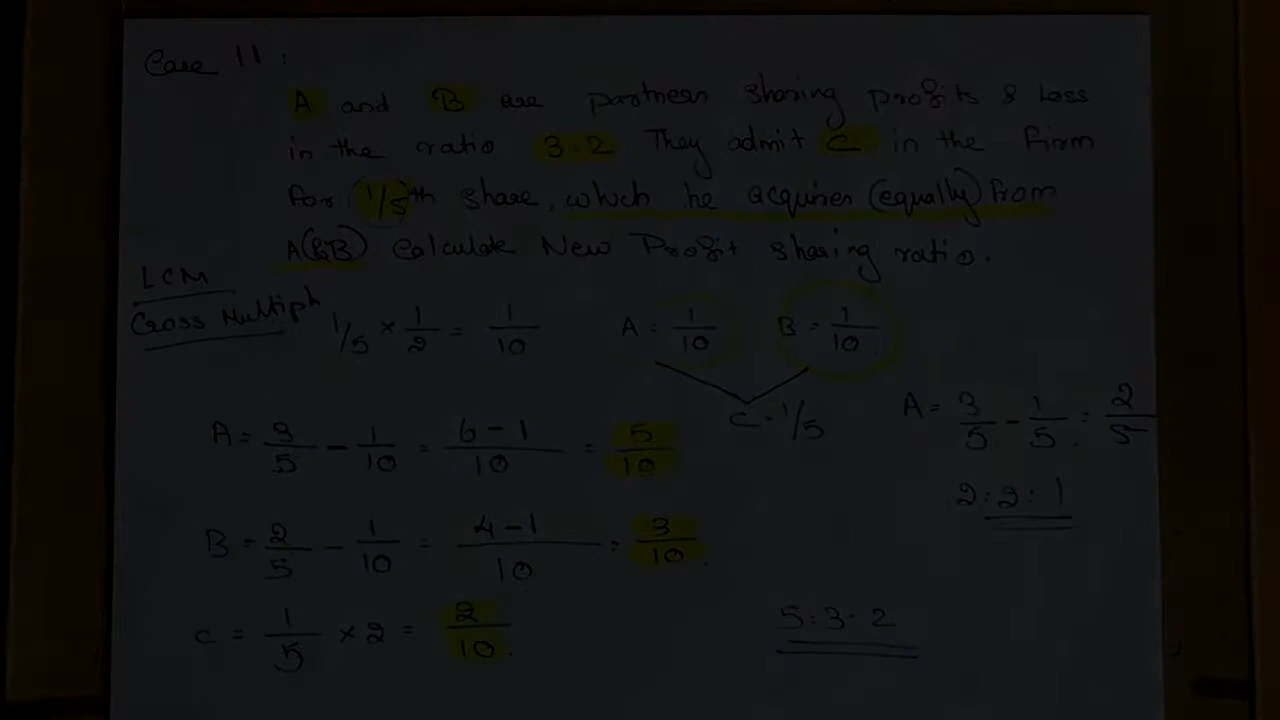 Case 11:
A and B are partners sharing profits & Loss
in the ratio 3:2 They admit C in the firm
for (1/5)th share, which he acquires (equally) from
A(&B) Calculate New Profit sharing ratio.
LCM
Cross Multiply
1/5 × 1/2 = 1/10
A = 1/10 B = 1/10
C = 1/5
A = 3/5 - 1/10 = 6-1/10 = 5/10
A = 3/5 - 1/5 = 2/5
2:2:1
B = 2/5 - 1/10 = 4-1/10 = 3/10
C = 1/5 × 2 = 2/10
5:3:2